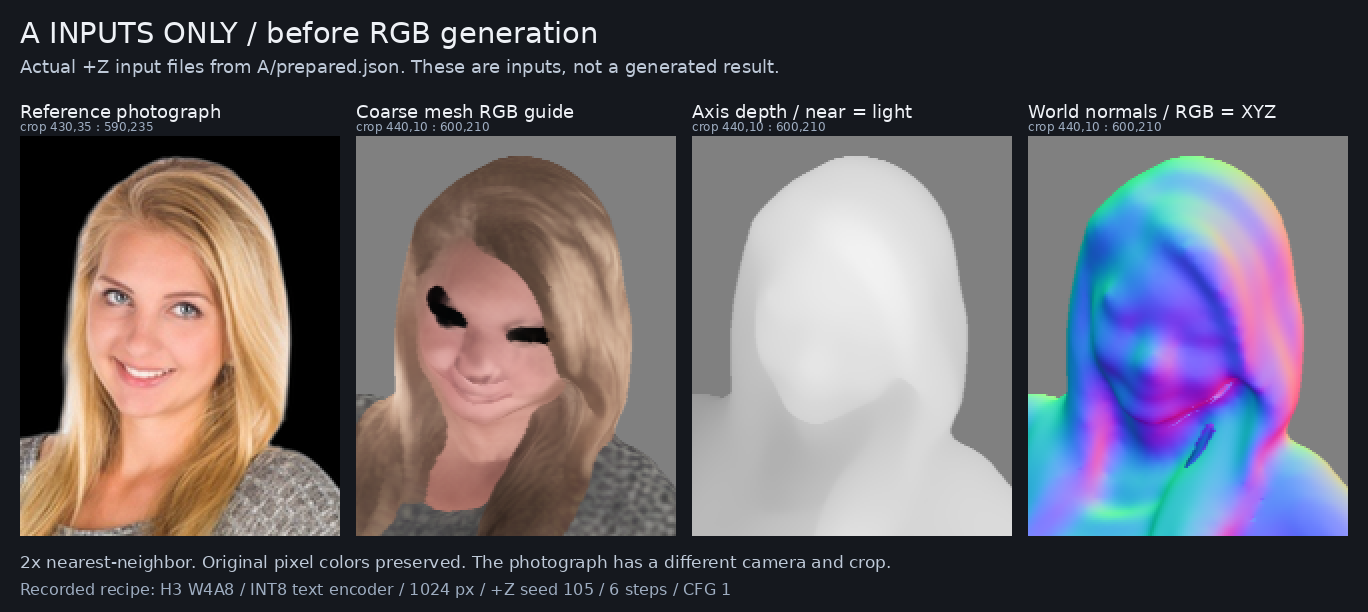 A INPUTS ONLY / before RGB generation
Actual +Z input files from A/prepared.json. These are inputs, not a generated result.
Reference photograph
crop 430,35 : 590,235
Coarse mesh RGB guide
crop 440,10 : 600,210
Axis depth / near = light
crop 440,10 : 600,210
World normals / RGB = XYZ
crop 440,10 : 600,210
2x nearest-neighbor. Original pixel colors preserved. The photograph has a different camera and crop.
Recorded recipe: H3 W4A8 / INT8 text encoder / 1024 px / +Z seed 105 / 6 steps / CFG 1